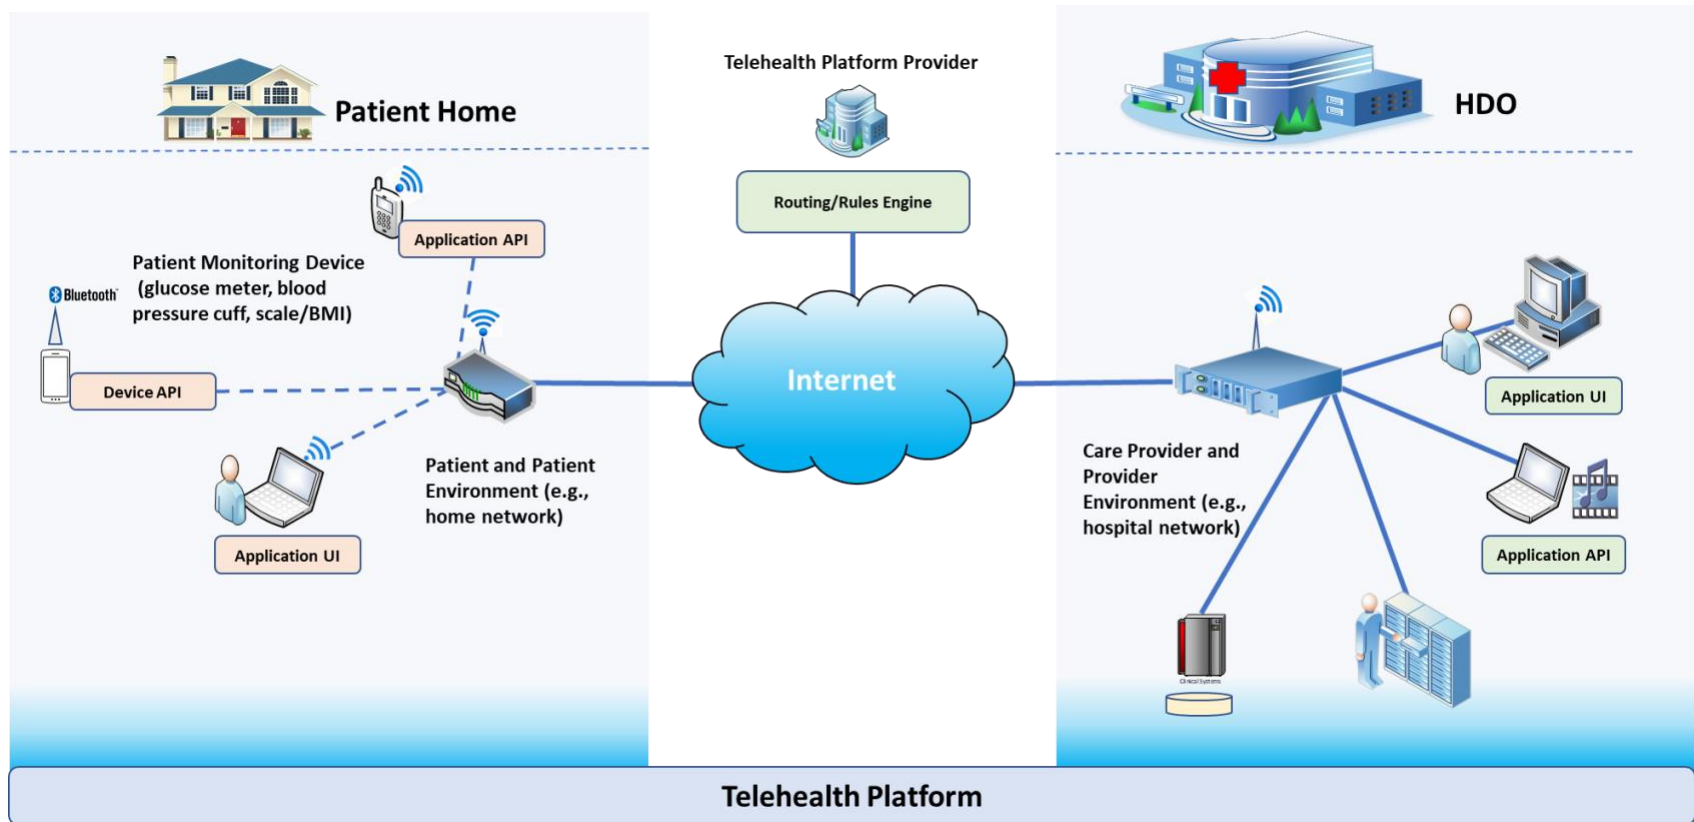 Patient Home
Telehealth Platform Provider
HDO
Routing/Rules Engine
Application API
Patient Monitoring Device
(glucose meter, blood
pressure cuff, scale/BMI)
Bluetooth
Device API
Application UI
Patient and Patient
Environment (e.g.,
home network)
Internet
Care Provider and
Provider
Environment (e.g.,
hospital network)
Application UI
Application API
Clinical Systems
Telehealth Platform